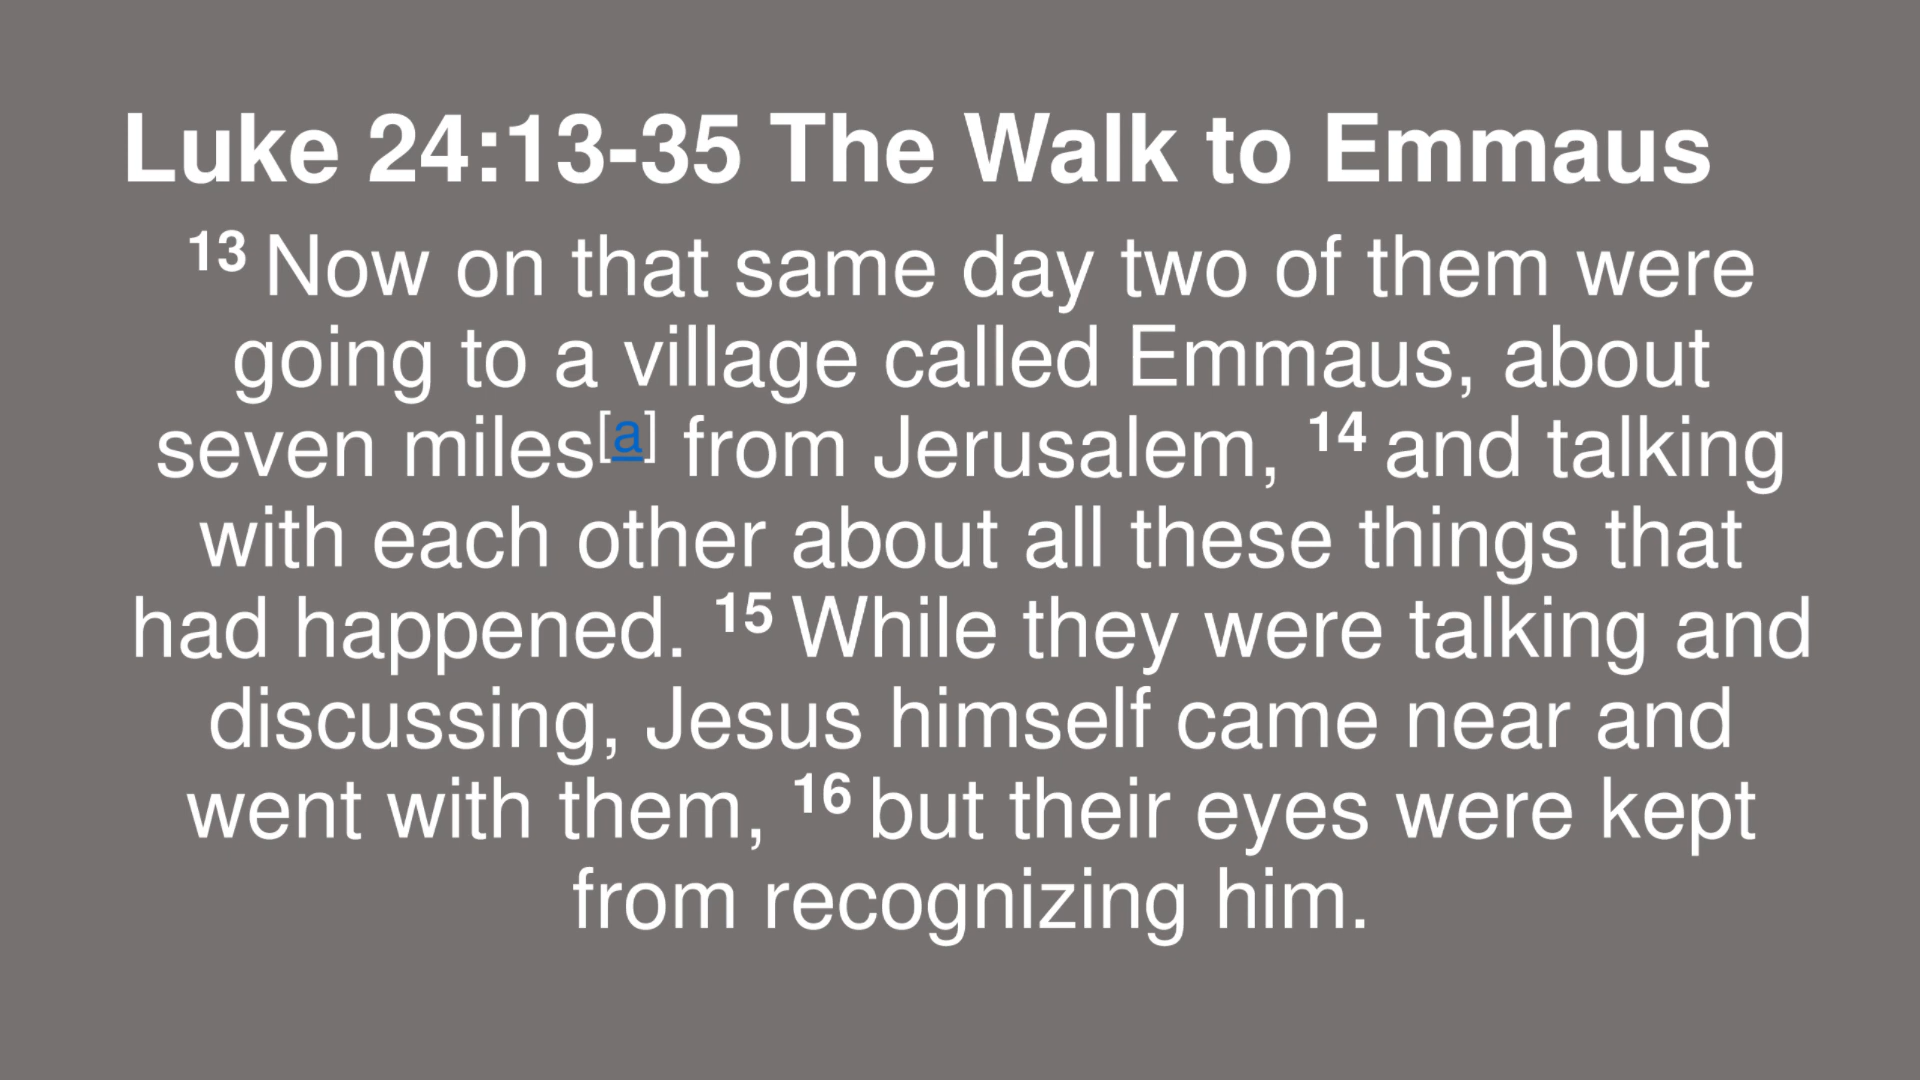 Luke 24:13-35 The Walk to Emmaus
13 Now on that same day two of them were
going to a village called Emmaus, about
seven miles[a] from Jerusalem, 14 and talking
with each other about all these things that
had happened. 15 While they were talking and
discussing, Jesus himself came near and
went with them, 16 but their eyes were kept
from recognizing him.